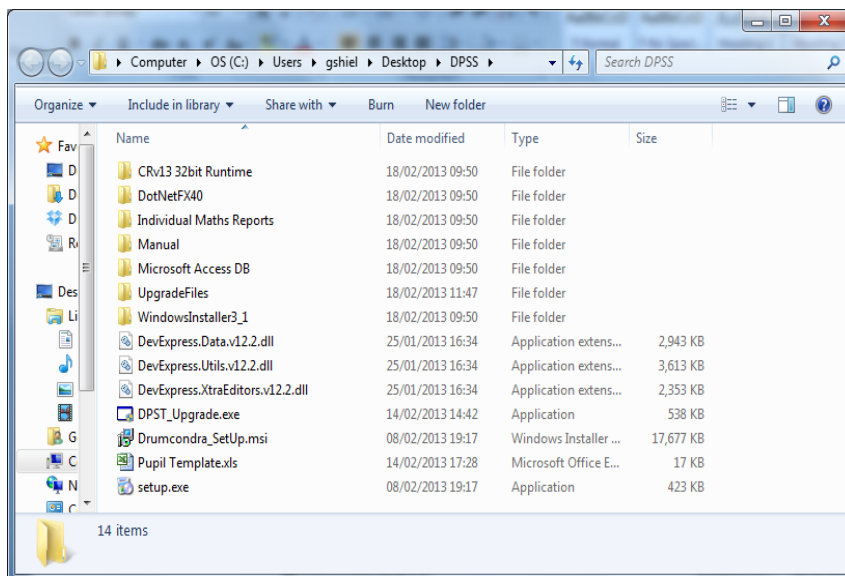 Computer ▸ OS (C:) ▸ Users ▸ gshiel ▸ Desktop ▸ DPSS ▸ Search DPSS
Organize Include in library Share with Burn New folder
Name Date modified Type Size
Fav
D
D
D
Re
Des
Li
G
C
N
C
CRv13 32bit Runtime 18/02/2013 09:50 File folder
DotNetFX40 18/02/2013 09:50 File folder
Individual Maths Reports 18/02/2013 09:50 File folder
Manual 18/02/2013 09:50 File folder
Microsoft Access DB 18/02/2013 09:50 File folder
UpgradeFiles 18/02/2013 11:47 File folder
WindowsInstaller3_1 18/02/2013 09:50 File folder
DevExpress.Data.v12.2.dll 25/01/2013 16:34 Application extens... 2,943 KB
DevExpress.Utils.v12.2.dll 25/01/2013 16:34 Application extens... 3,613 KB
DevExpress.XtraEditors.v12.2.dll 25/01/2013 16:34 Application extens... 2,353 KB
DPST_Upgrade.exe 14/02/2013 14:42 Application 538 KB
Drumcondra_SetUp.msi 08/02/2013 19:17 Windows Installer ... 17,677 KB
Pupil Template.xls 14/02/2013 17:28 Microsoft Office E... 17 KB
setup.exe 08/02/2013 19:17 Application 423 KB
14 items